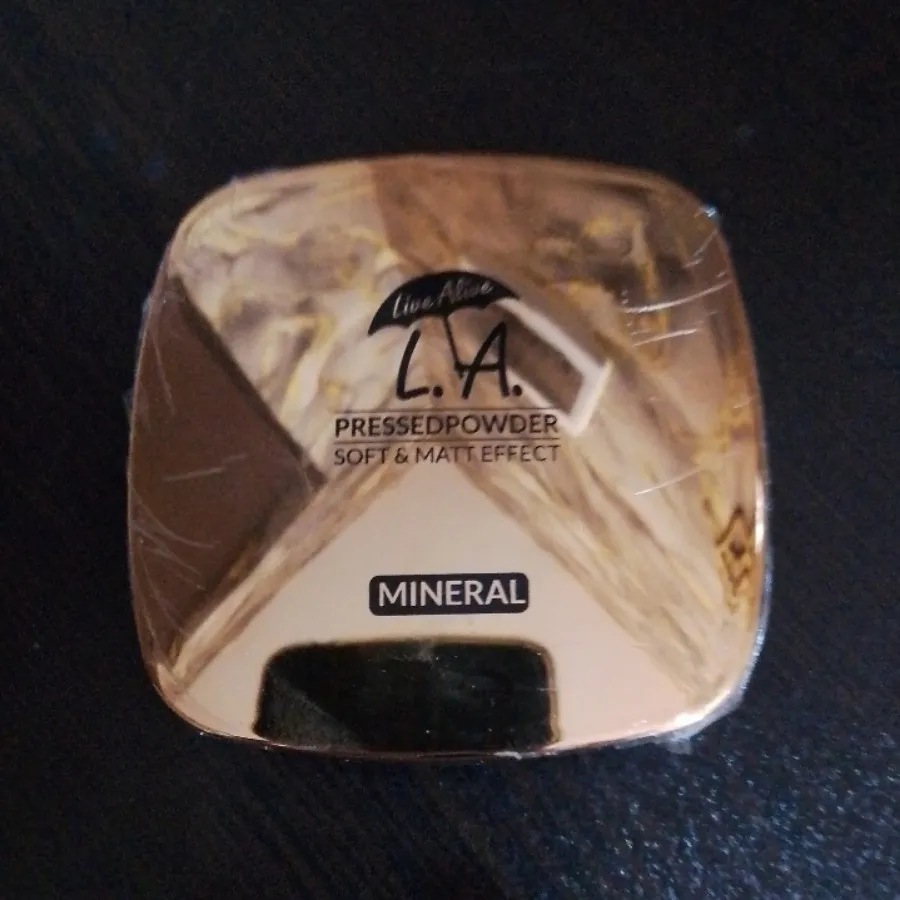 Live Alive
L.A.
PRESSEDPOWDER
SOFT & MATT EFFECT
MINERAL